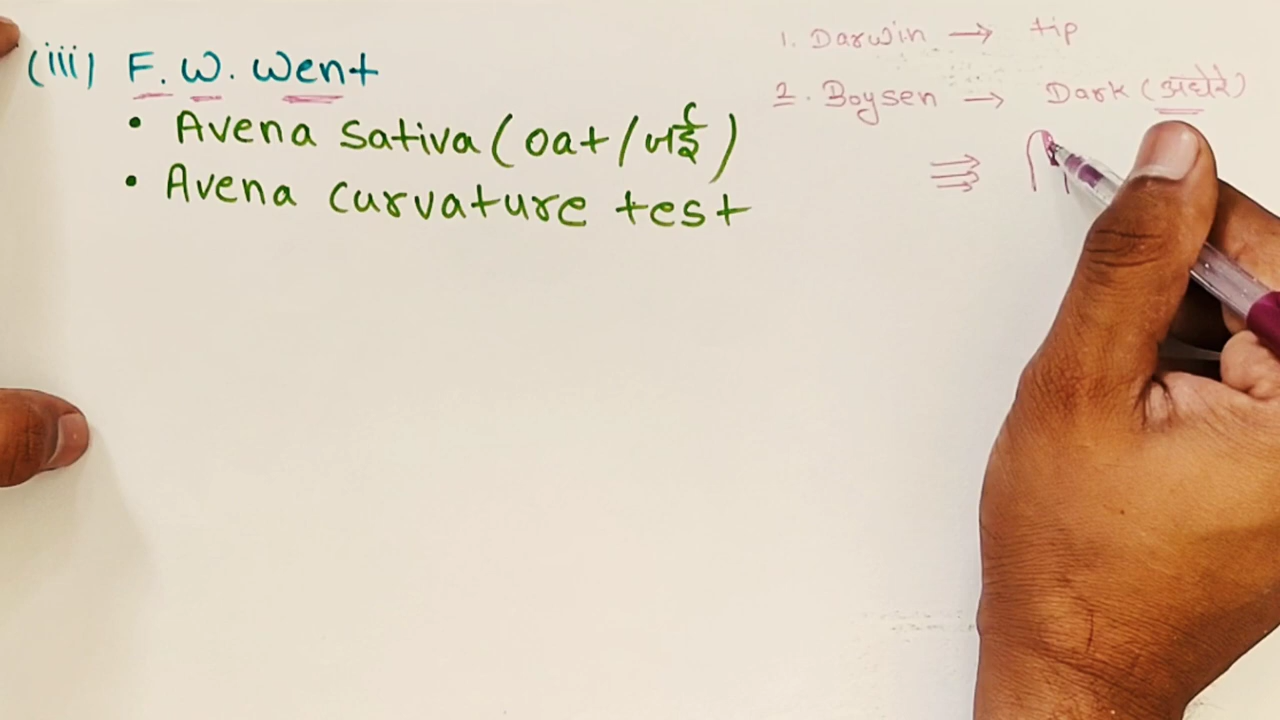 (iii) F. W. Went
• Avena sativa (oat/जई)
• Avena curvature test
1. Darwin → tip
2. Boysen → Dark (अंधेरे)